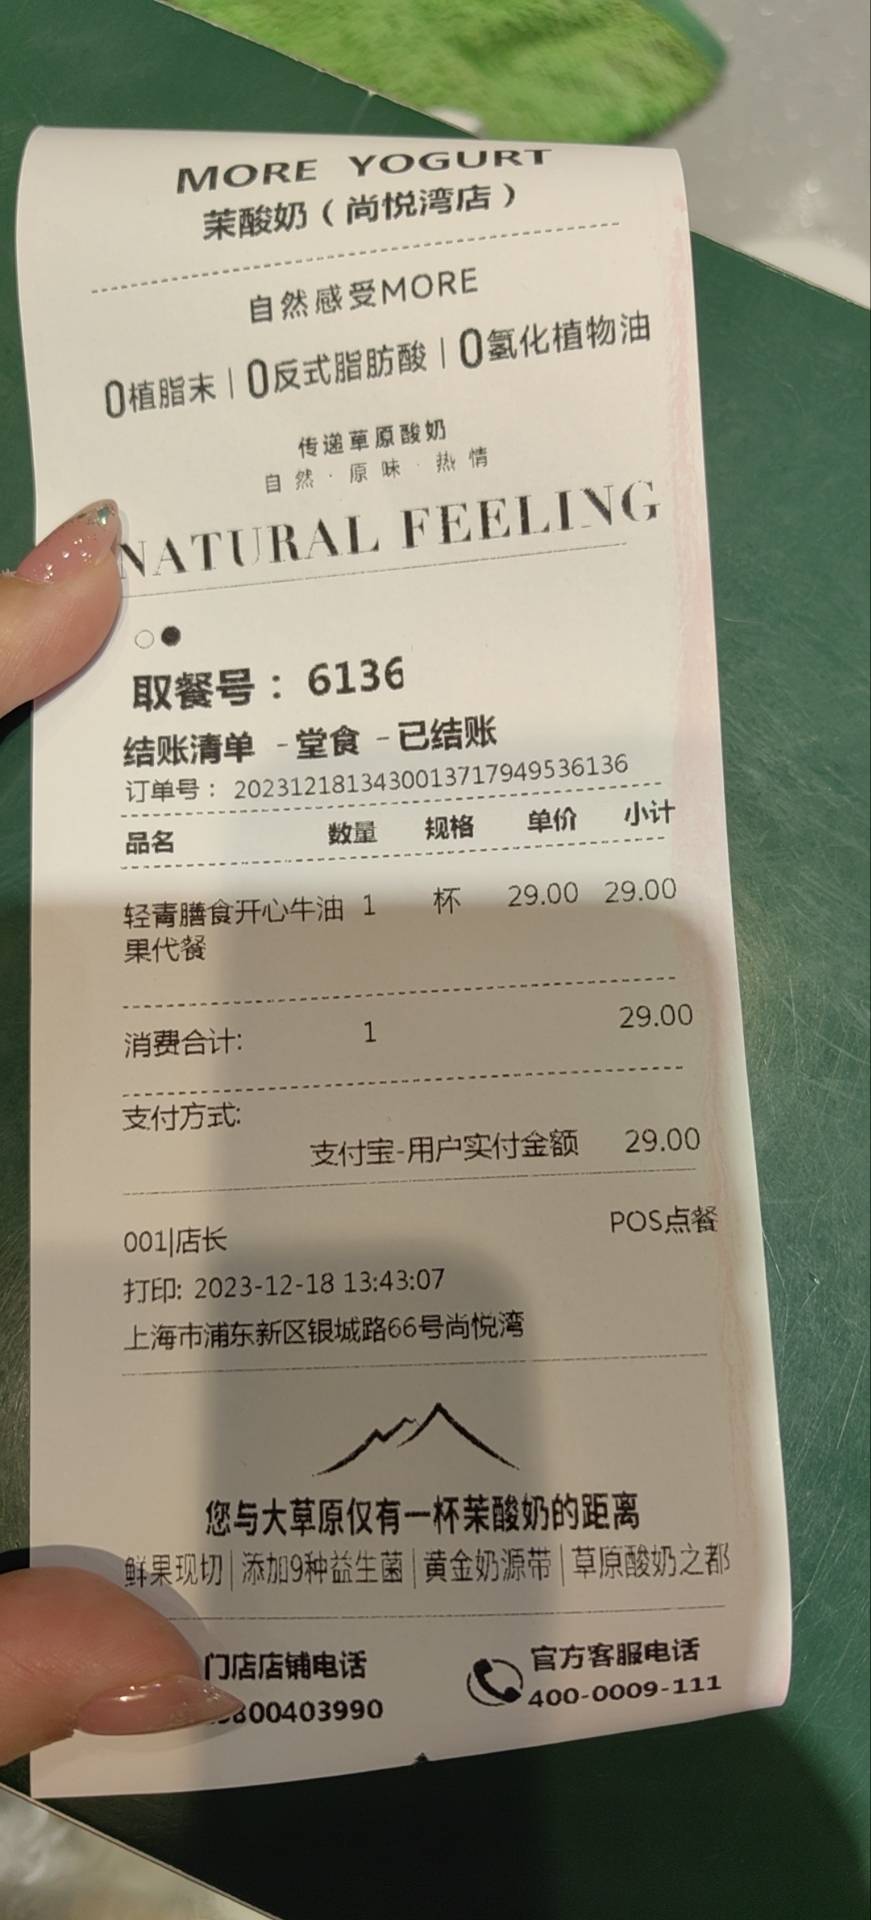 MORE YOGURT
茉酸奶（尚悦湾店）
自然感受MORE
0植脂末｜0反式脂肪酸｜0氢化植物油
传递草原酸奶
自然·原味·热情
NATURAL FEELING
取餐号：6136
结账清单 -堂食 -已结账
订单号：20231218134300137179495​36136
品名 数量 规格 单价 小计
轻青膳食开心牛油 1 杯 29.00 29.00
果代餐
消费合计: 1 29.00
支付方式:
支付宝-用户实付金额 29.00
001|店长 POS点餐
打印: 2023-12-18 13:43:07
上海市浦东新区银城路66号尚悦湾
您与大草原仅有一杯茉酸奶的距离
鲜果现切｜添加9种益生菌｜黄金奶源带｜草原酸奶之都
门店店铺电话 官方客服电话
800403990 400-0009-111